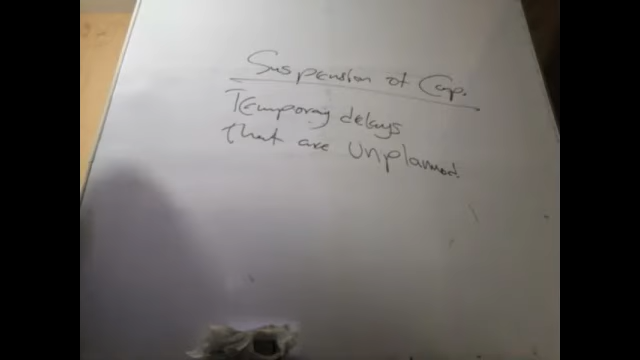 Suspension of Cap.
Temporary delays
that are unplanned.